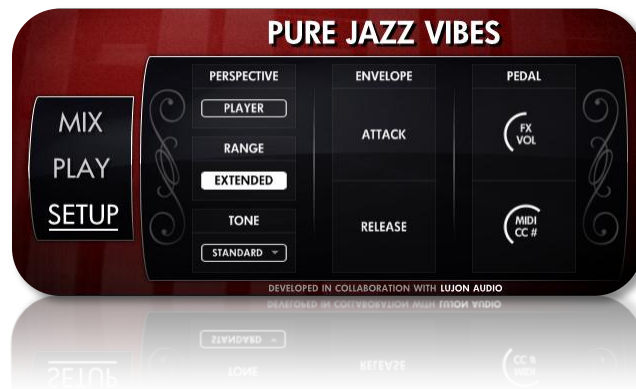 PURE JAZZ VIBES
MIX
PLAY
SETUP
PERSPECTIVE
PLAYER
RANGE
EXTENDED
TONE
STANDARD
ENVELOPE
ATTACK
RELEASE
PEDAL
FX
VOL
MIDI
CC #
DEVELOPED IN COLLABORATION WITH LUJON AUDIO